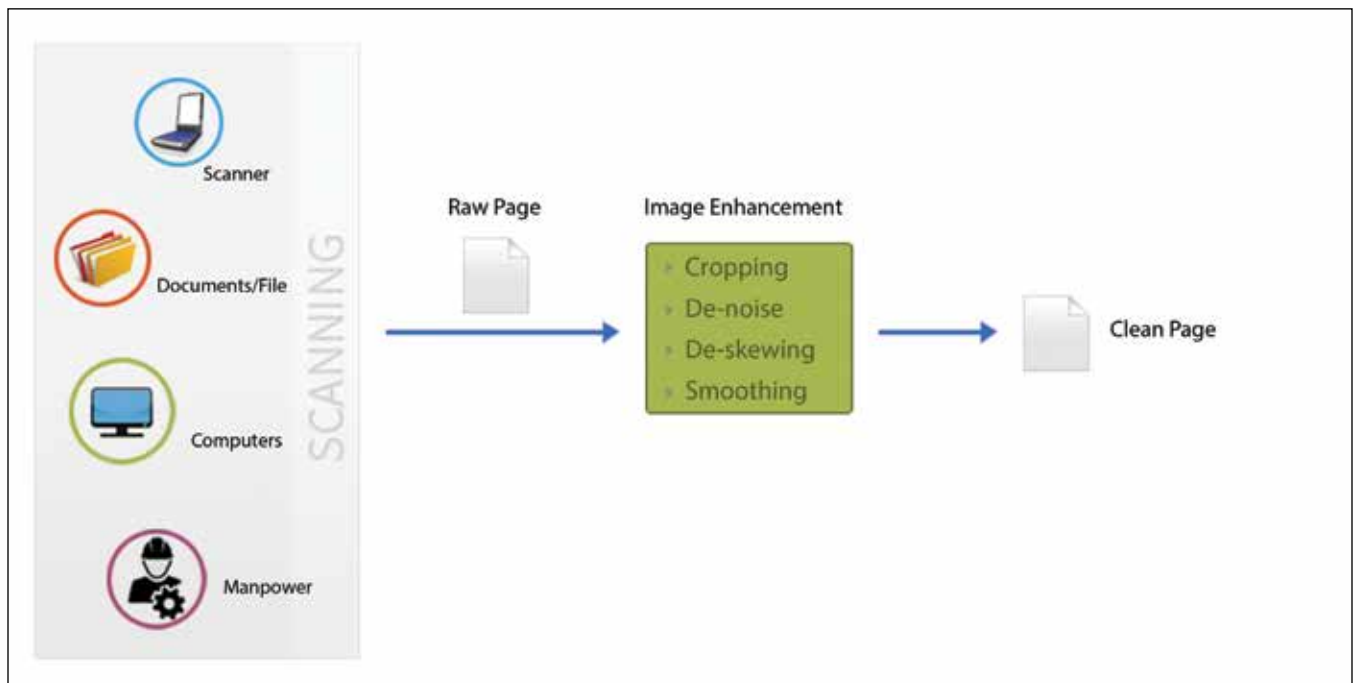 Scanner
Documents/File
Computers
Manpower
SCANNING
Raw Page
Image Enhancement
Cropping
De-noise
De-skewing
Smoothing
Clean Page